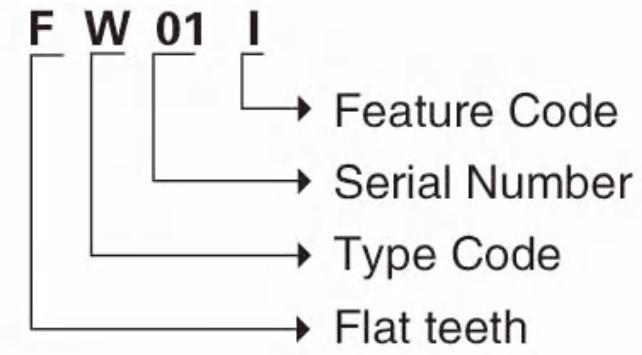 F W 01 I
Feature Code
Serial Number
Type Code
Flat teeth